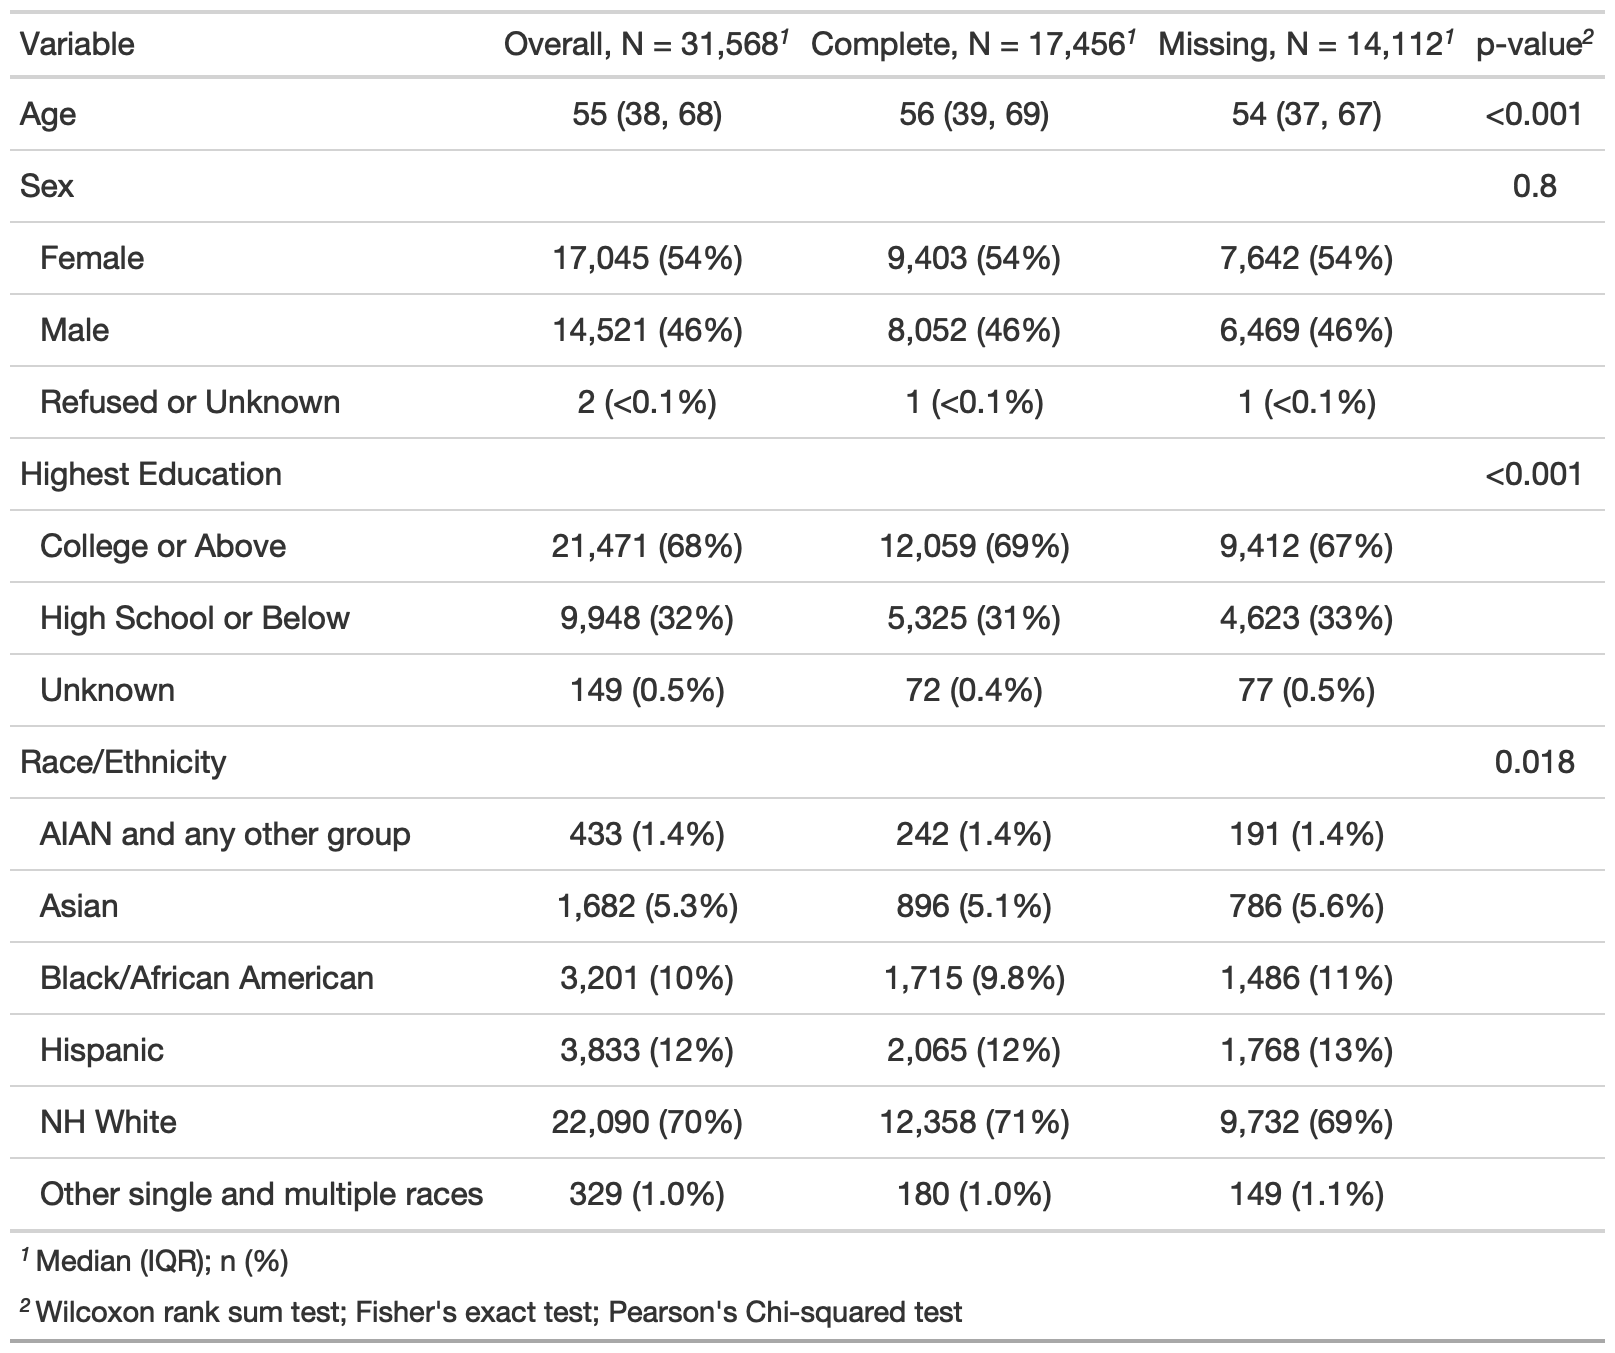 Variable Overall, N = 31,568¹ Complete, N = 17,456¹ Missing, N = 14,112¹ p-value²
Age 55 (38, 68) 56 (39, 69) 54 (37, 67) <0.001
Sex 0.8
Female 17,045 (54%) 9,403 (54%) 7,642 (54%)
Male 14,521 (46%) 8,052 (46%) 6,469 (46%)
Refused or Unknown 2 (<0.1%) 1 (<0.1%) 1 (<0.1%)
Highest Education <0.001
College or Above 21,471 (68%) 12,059 (69%) 9,412 (67%)
High School or Below 9,948 (32%) 5,325 (31%) 4,623 (33%)
Unknown 149 (0.5%) 72 (0.4%) 77 (0.5%)
Race/Ethnicity 0.018
AIAN and any other group 433 (1.4%) 242 (1.4%) 191 (1.4%)
Asian 1,682 (5.3%) 896 (5.1%) 786 (5.6%)
Black/African American 3,201 (10%) 1,715 (9.8%) 1,486 (11%)
Hispanic 3,833 (12%) 2,065 (12%) 1,768 (13%)
NH White 22,090 (70%) 12,358 (71%) 9,732 (69%)
Other single and multiple races 329 (1.0%) 180 (1.0%) 149 (1.1%)
¹ Median (IQR); n (%)
² Wilcoxon rank sum test; Fisher's exact test; Pearson's Chi-squared test